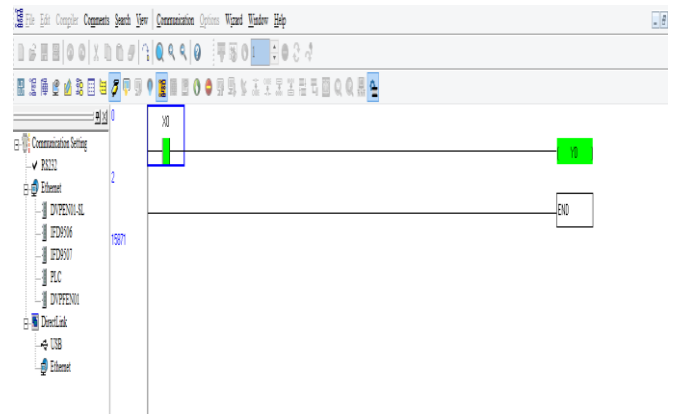 File Edit Compiler Comments Search View Communication Options Wizard Window Help
1
0
X0
Y0
Communication Setting
RS232
2
Ethernet
DVPEN01-SL
END
IFD9506
IFD9507
15871
PLC
DVPFEN01
DirectLink
USB
Ethernet